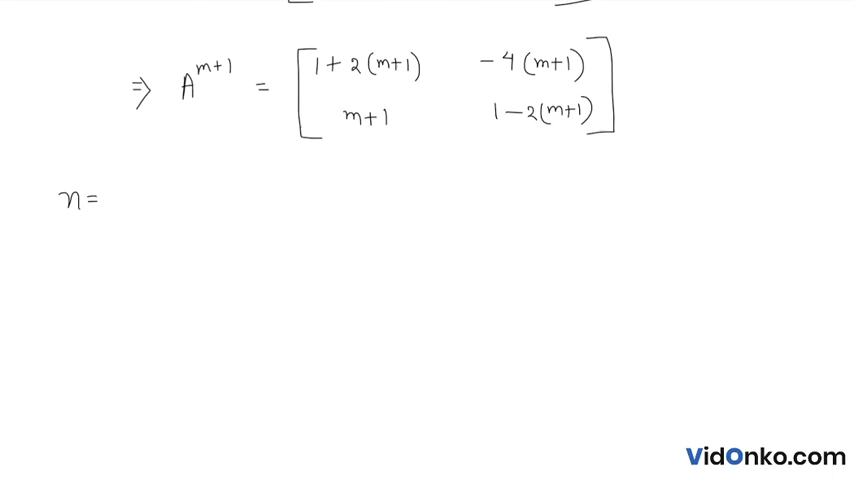 ⇒ A^{m+1} = [ 1 + 2(m+1)   - 4(m+1)
m+1   1 - 2(m+1) ]
n =
VidOnko.com